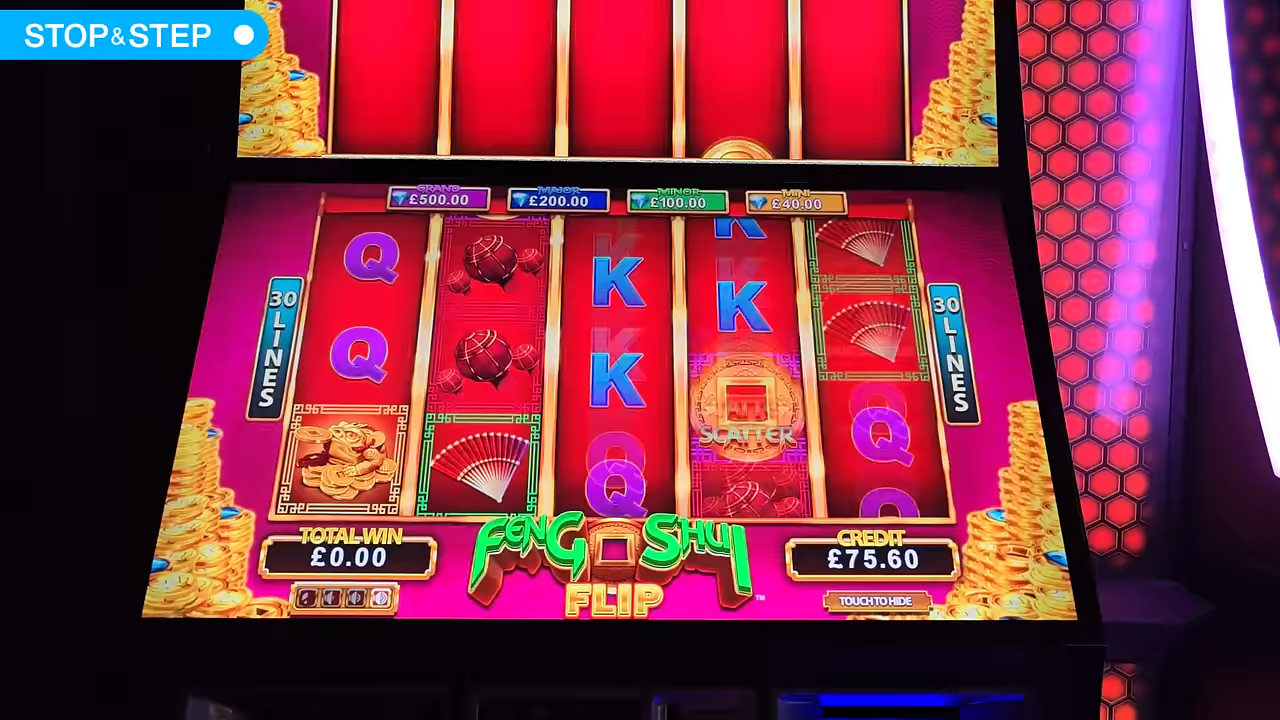 STOP&STEP
GRAND
£500.00
MAJOR
£200.00
MINOR
£100.00
MINI
£40.00
30 LINES
30 LINES
Q
K
K
K
Q
K
SCATTER
Q
Q
Q
TOTAL WIN
£0.00
FENG SHUI
FLIP
™
CREDIT
£75.60
TOUCH TO HIDE